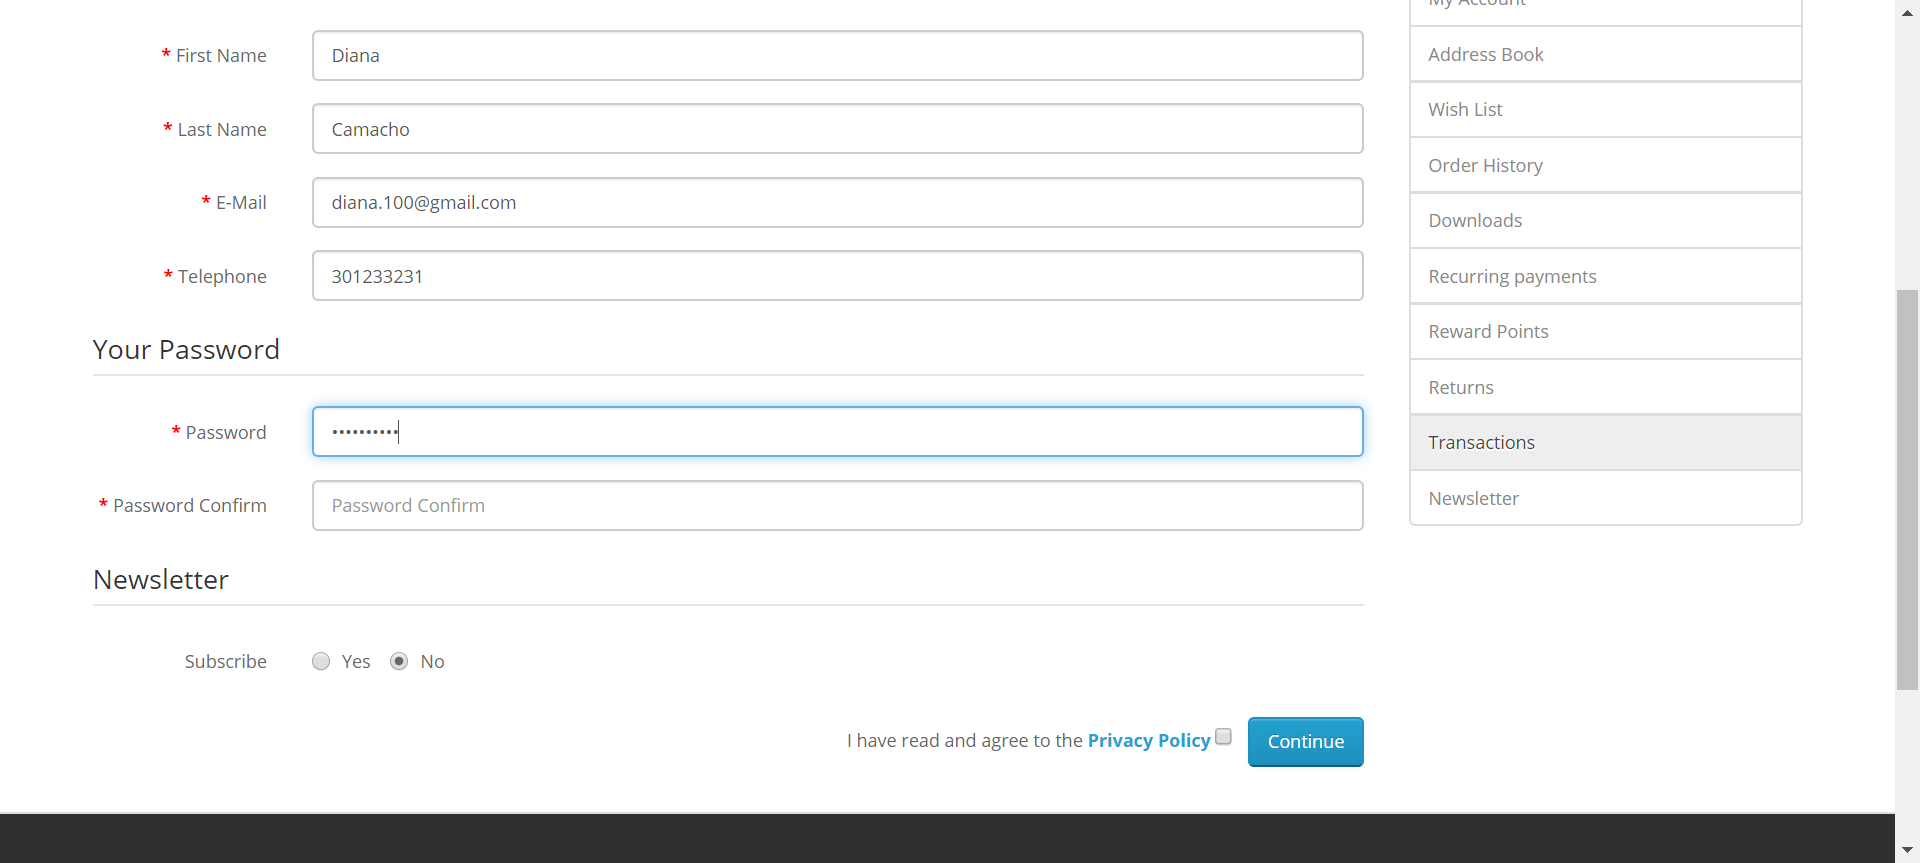 * First Name
Diana
* Last Name
Camacho
* E-Mail
diana.100@gmail.com
* Telephone
301233231
Your Password
* Password
••••••••••
* Password Confirm
Password Confirm
Newsletter
Subscribe
Yes
No
I have read and agree to the Privacy Policy
Continue
My Account
Address Book
Wish List
Order History
Downloads
Recurring payments
Reward Points
Returns
Transactions
Newsletter